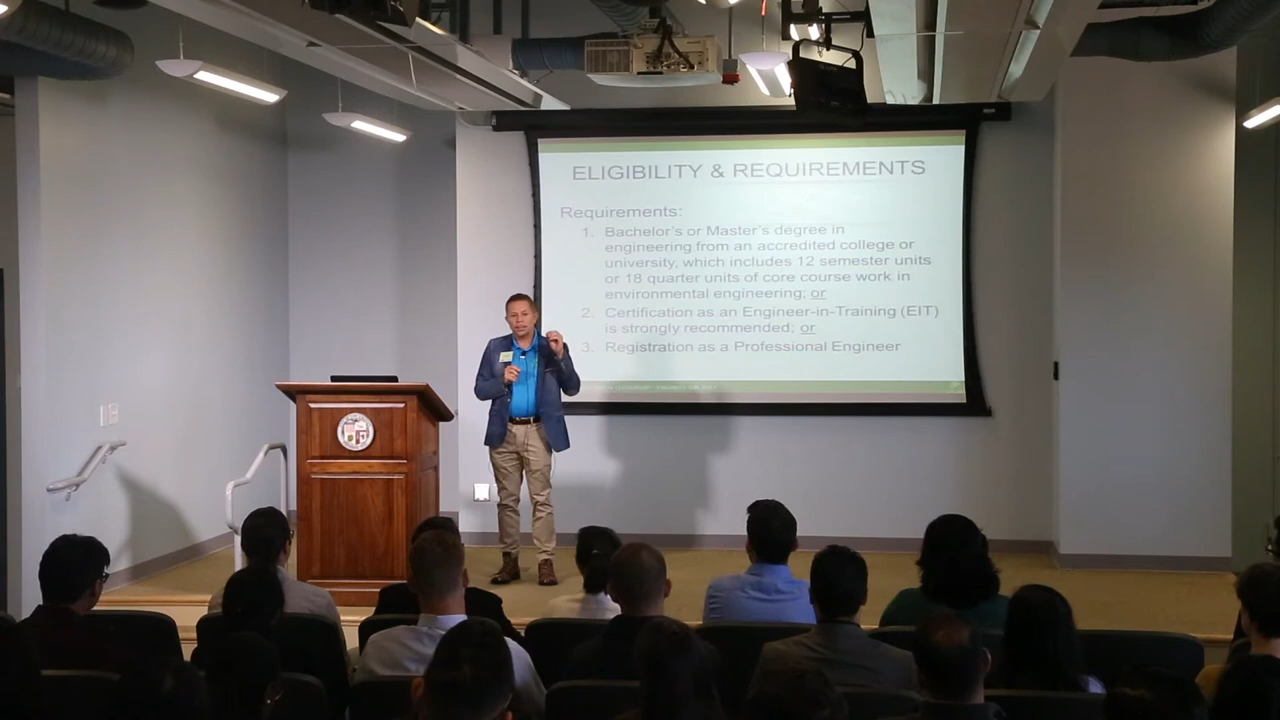 ELIGIBILITY & REQUIREMENTS
Requirements:
1. Bachelor's or Master's degree in
engineering from an accredited college or
university, which includes 12 semester units
or 18 quarter units of core course work in
environmental engineering; or
2. Certification as an Engineer-in-Training (EIT)
is strongly recommended; or
3. Registration as a Professional Engineer